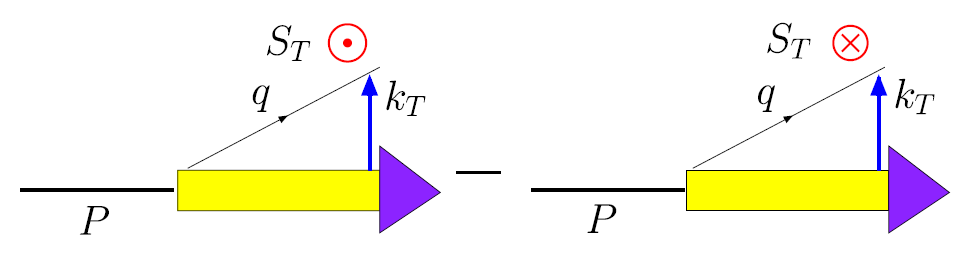 S_T S_T
q k_T q k_T
P P